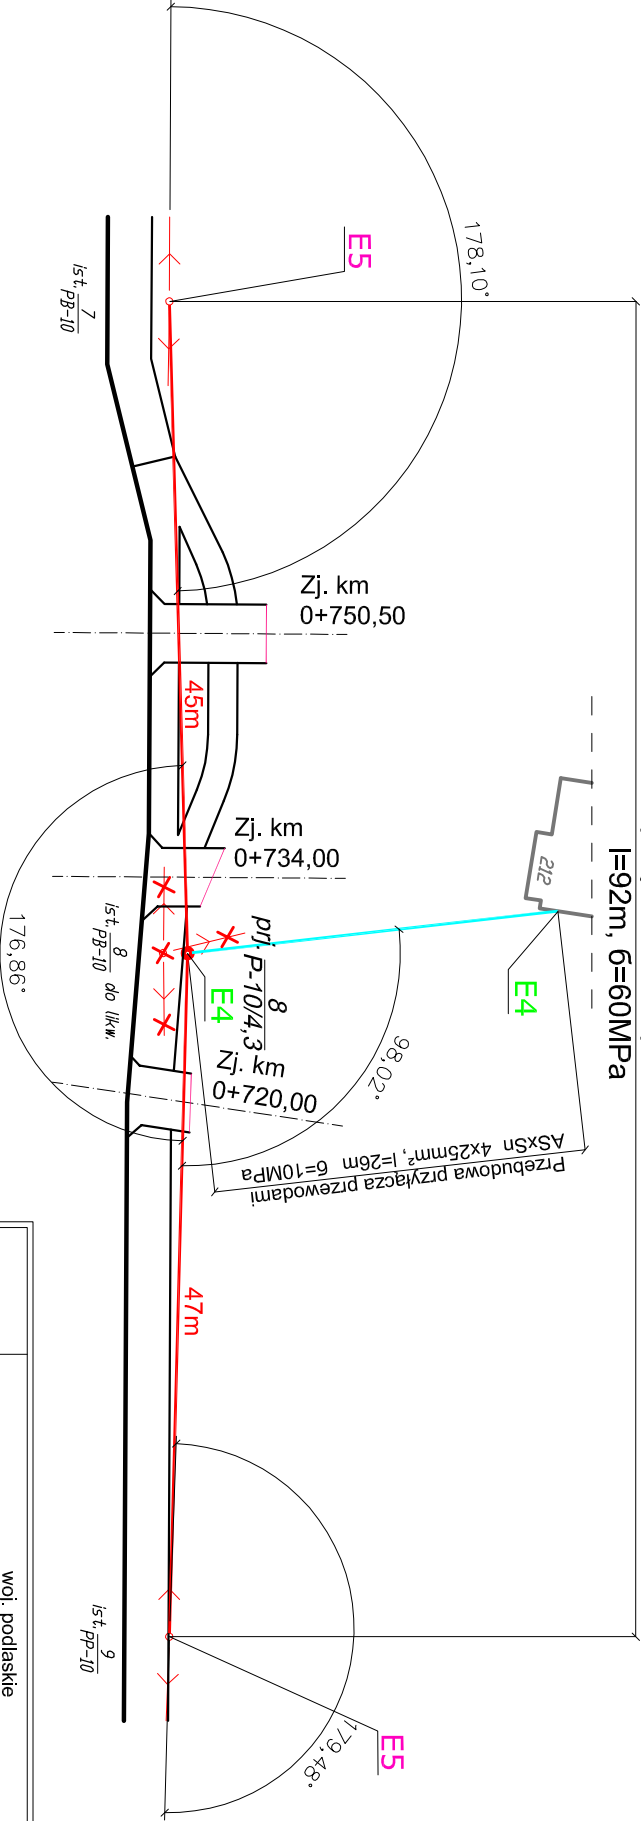 178,10°
E5
ist. 7 PB-10
Zj. km
0+750,50
45m
Zj. km
0+734,00
212
l=92m, б=60MPa
176,86°
ist. 8 PB-10 do likw.
prj. 8 P-10/4,3
E4
E4
98,02°
Zj. km
0+720,00
Przebudowa przyłącza przewodami
ASxSn 4x25mm², l=26m б=10MPa
47m
ist. 9 PP-10
E5
179,48°
woj. podlaskie